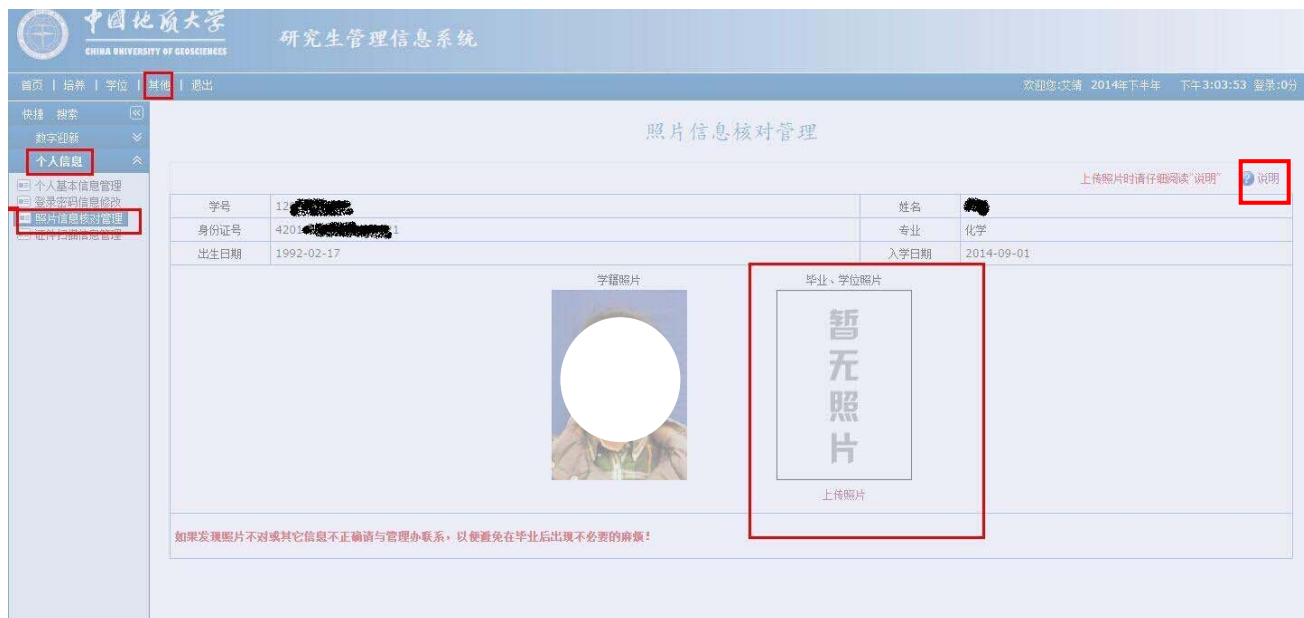 中国地质大学
CHINA UNIVERSITY OF GEOSCIENCES
研究生管理信息系统
首页 | 培养 | 学位 | 其他 | 退出
欢迎您:艾婧 2014年下半年 下午3:03:53 登录:0分
快捷 搜索
数字迎新
个人信息
个人基本信息管理
登录密码信息修改
照片信息核对管理
证件扫描信息管理
照片信息核对管理
上传照片时请仔细阅读"说明" 说明
学号 12 姓名
身份证号 4201 1 专业 化学
出生日期 1992-02-17 入学日期 2014-09-01
学籍照片 毕业、学位照片
暂
无
照
片
上传照片
如果发现照片不对或其它信息不正确请与管理办联系，以便避免在毕业后出现不必要的麻烦！